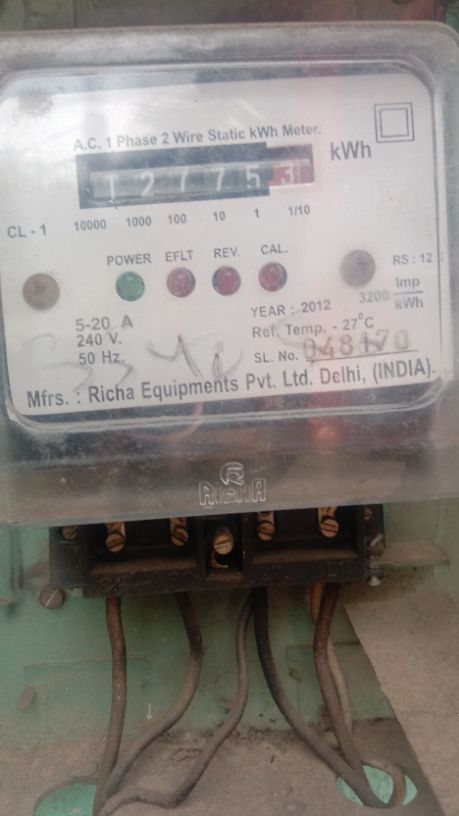 A.C. 1 Phase 2 Wire Static kWh Meter.
1 2 7 7 5 3 kWh
CL - 1 10000 1000 100 10 1 1/10
POWER EFLT REV. CAL.
RS : 12
3200 Imp/kWh
5-20 A YEAR : 2012
240 V. Ref. Temp. - 27°C
50 Hz. SL. No. 048170
Mfrs. : Richa Equipments Pvt. Ltd. Delhi, (INDIA).
R
RICHA